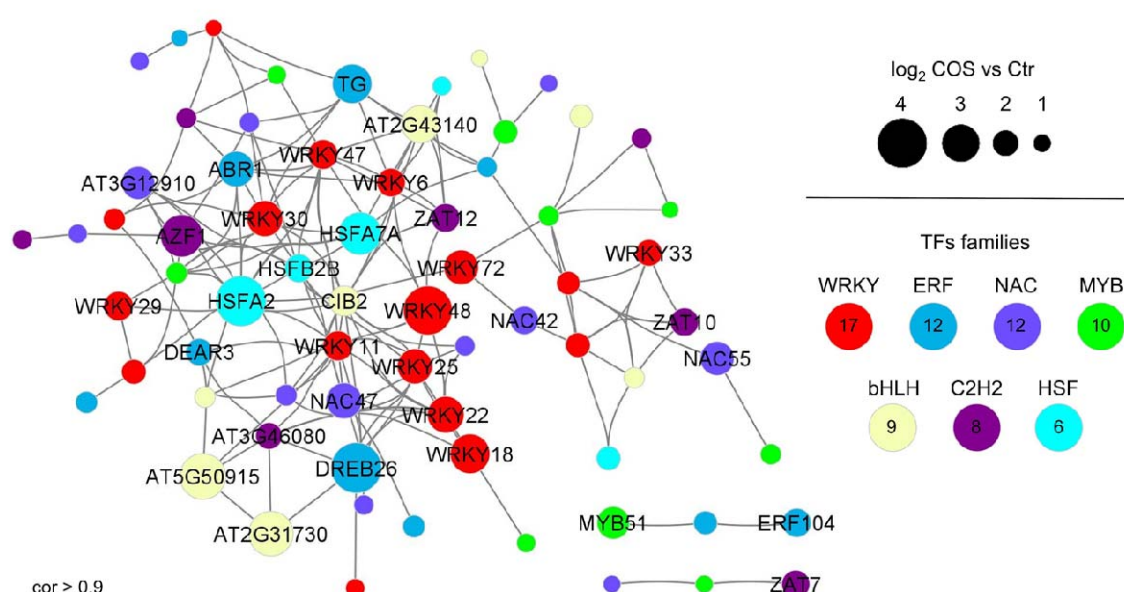 log2 COS vs Ctr
4 3 2 1
TG
AT2G43140
WRKY47
ABR1
AT3G12910
WRKY6
WRKY30
ZAT12
AZF1
HSFA7A
TFs families
WRKY33
HSFB2B
WRKY72
WRKY ERF NAC MYB
HSFA2
CIB2
WRKY29
WRKY48
NAC42
ZAT10
17 12 12 10
DEAR3
WRKY11
NAC55
WRKY25
bHLH C2H2 HSF
NAC47
WRKY22
9 8 6
AT3G46080
WRKY18
AT5G50915
DREB26
AT2G31730
MYB51
ERF104
cor > 0.9
ZAT7